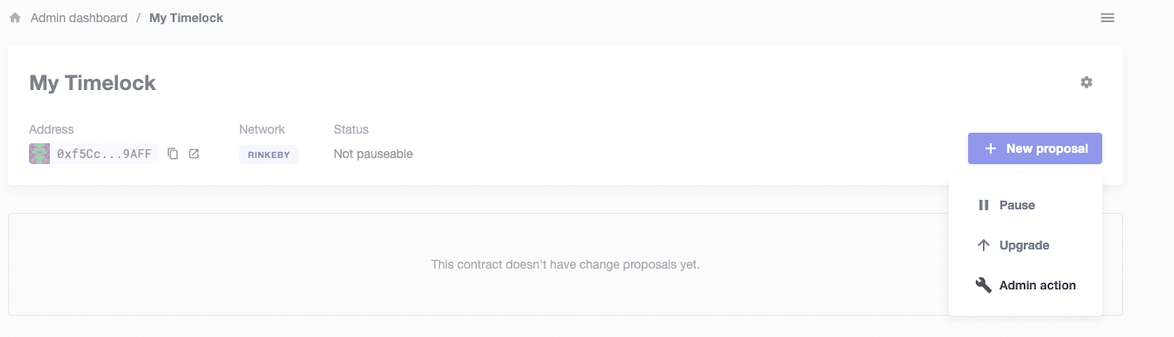 Admin dashboard / My Timelock
My Timelock
Address Network Status
0xf5Cc...9AFF RINKEBY Not pauseable
New proposal
Pause
Upgrade
Admin action
This contract doesn't have change proposals yet.